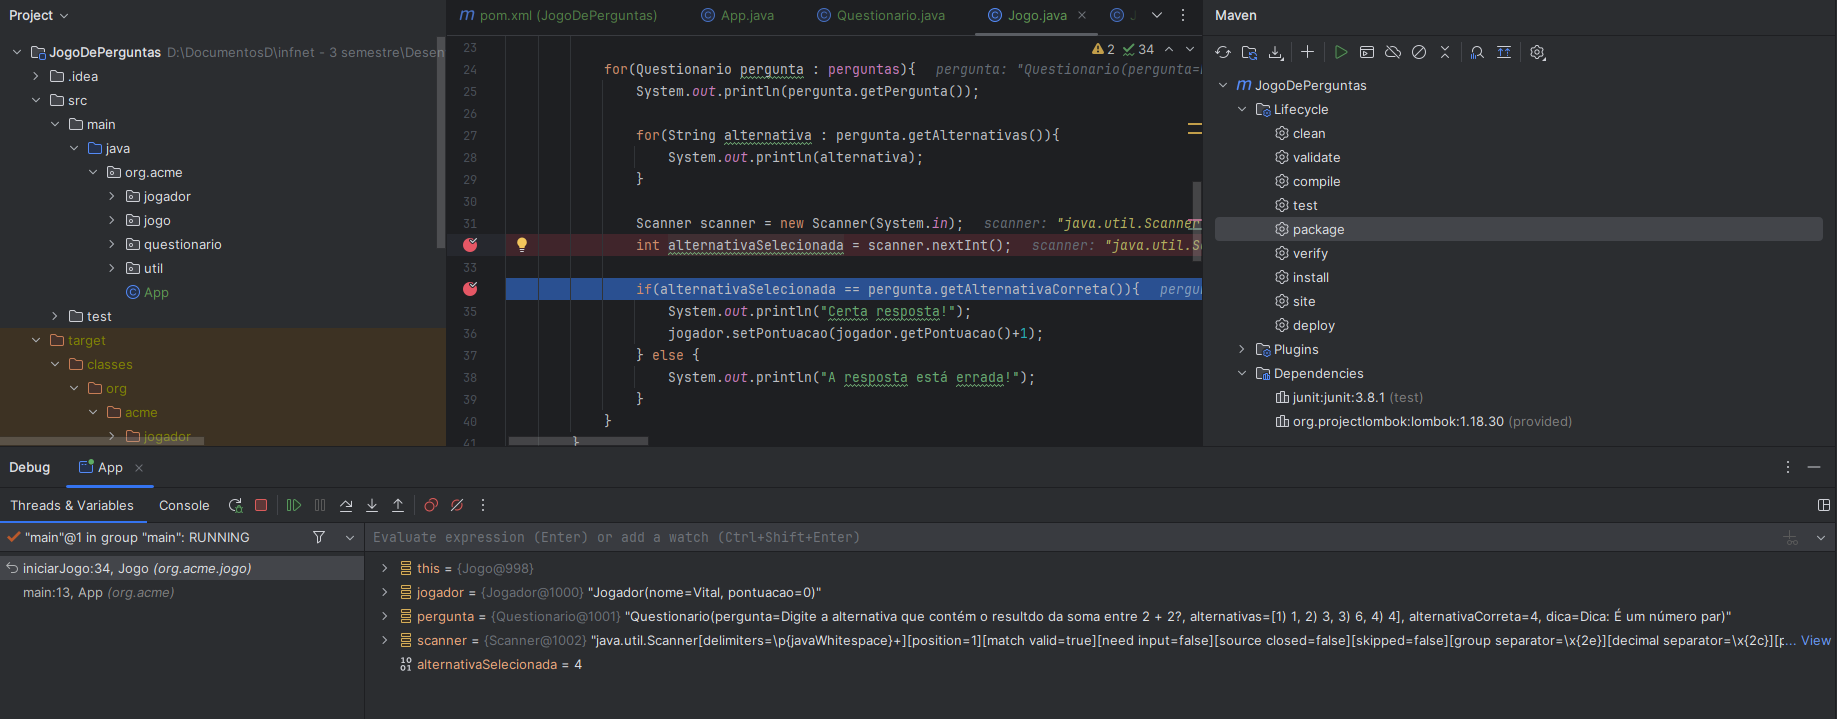 Project
JogoDePerguntas D:\DocumentosD\infnet - 3 semestre\Desen
.idea
src
main
java
org.acme
jogador
jogo
questionario
util
App
test
target
classes
org
acme
jogador
pom.xml (JogoDePerguntas) App.java Questionario.java Jogo.java
2 34
23
24 for(Questionario pergunta : perguntas){ pergunta: "Questionario(pergunta=
25 System.out.println(pergunta.getPergunta());
26
27 for(String alternativa : pergunta.getAlternativas()){
28 System.out.println(alternativa);
29 }
30
31 Scanner scanner = new Scanner(System.in); scanner: "java.util.Scanner
int alternativaSelecionada = scanner.nextInt(); scanner: "java.util.Sc
33
if(alternativaSelecionada == pergunta.getAlternativaCorreta()){ pergu
35 System.out.println("Certa resposta!");
36 jogador.setPontuacao(jogador.getPontuacao()+1);
37 } else {
38 System.out.println("A resposta está errada!");
39 }
40 }
41 }
Maven
JogoDePerguntas
Lifecycle
clean
validate
compile
test
package
verify
install
site
deploy
Plugins
Dependencies
junit:junit:3.8.1 (test)
org.projectlombok:lombok:1.18.30 (provided)
Debug App
Threads & Variables Console
"main"@1 in group "main": RUNNING
iniciarJogo:34, Jogo (org.acme.jogo)
main:13, App (org.acme)
Evaluate expression (Enter) or add a watch (Ctrl+Shift+Enter)
this = {Jogo@998}
jogador = {Jogador@1000} "Jogador(nome=Vital, pontuacao=0)"
pergunta = {Questionario@1001} "Questionario(pergunta=Digite a alternativa que contém o resultdo da soma entre 2 + 2?, alternativas=[1) 1, 2) 3, 3) 6, 4) 4], alternativaCorreta=4, dica=Dica: É um número par)"
scanner = {Scanner@1002} "java.util.Scanner[delimiters=\p{javaWhitespace}+][position=1][match valid=true][need input=false][source closed=false][skipped=false][group separator=\x{2e}][decimal separator=\x{2c}][p... View
alternativaSelecionada = 4